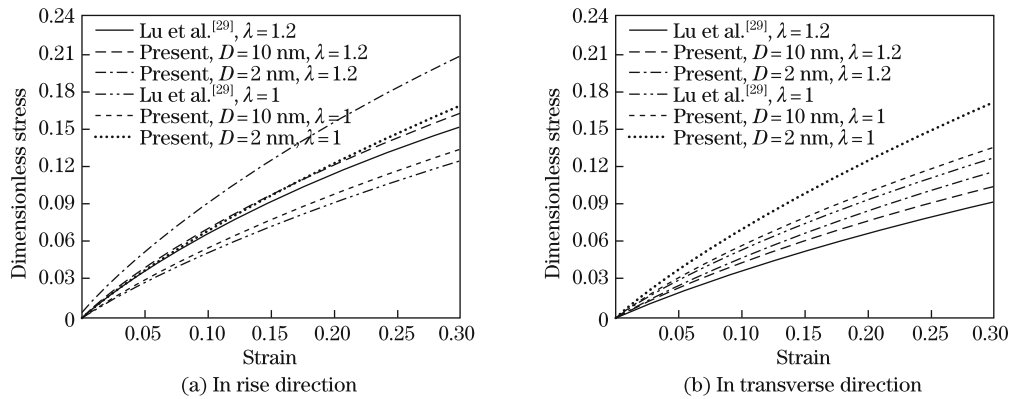 0.24
0.21
0.18
0.15
0.12
0.09
0.06
0.03
0
Dimensionless stress
Lu et al.[29], λ=1.2
Present, D=10 nm, λ=1.2
Present, D=2 nm, λ=1.2
Lu et al.[29], λ=1
Present, D=10 nm, λ=1
Present, D=2 nm, λ=1
0.05 0.10 0.15 0.20 0.25 0.30
Strain
(a) In rise direction
0.24
0.21
0.18
0.15
0.12
0.09
0.06
0.03
0
Dimensionless stress
Lu et al.[29], λ=1.2
Present, D=10 nm, λ=1.2
Present, D=2 nm, λ=1.2
Lu et al.[29], λ=1
Present, D=10 nm, λ=1
Present, D=2 nm, λ=1
0.05 0.10 0.15 0.20 0.25 0.30
Strain
(b) In transverse direction